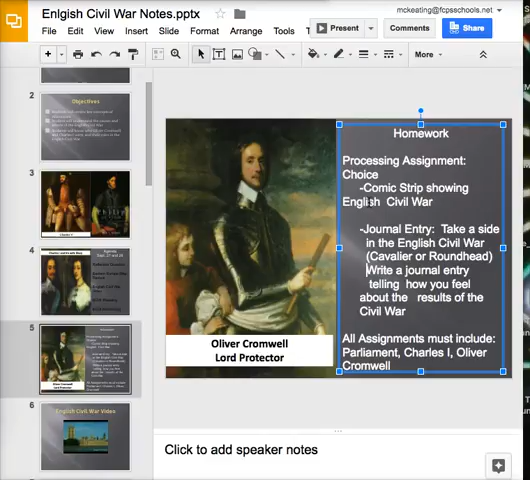 Enlgish Civil War Notes.pptx
mckeating@fcpsschools.net
File Edit View Insert Slide Format Arrange Tools
Present
Comments
Share
More
2
Objectives
3
4
5
Oliver Cromwell
Lord Protector
6
English Civil War Video
Oliver Cromwell
Lord Protector
Homework
Processing Assignment:
Choice
-Comic Strip showing
English Civil War
-Journal Entry: Take a side
in the English Civil War
(Cavalier or Roundhead)
Write a journal entry
telling how you feel
about the results of the
Civil War
All Assignments must include:
Parliament, Charles I, Oliver
Cromwell
Click to add speaker notes